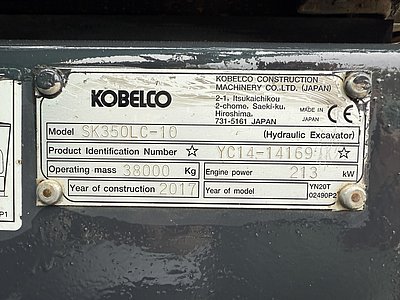 KOBELCO
KOBELCO CONSTRUCTION
MACHINERY CO.,LTD. (JAPAN)
2-1, Itsukaichikou
2-chome, Saeki-ku,
Hiroshima,
731-5161 JAPAN
MADE IN
JAPAN
CE
Model SK350LC-10 (Hydraulic Excavator)
Product Identification Number ☆ YC14-14169 ☆
Operating mass 38000 Kg Engine power 213 kW
Year of construction 2017 Year of model
YN20T
02490P2
P1